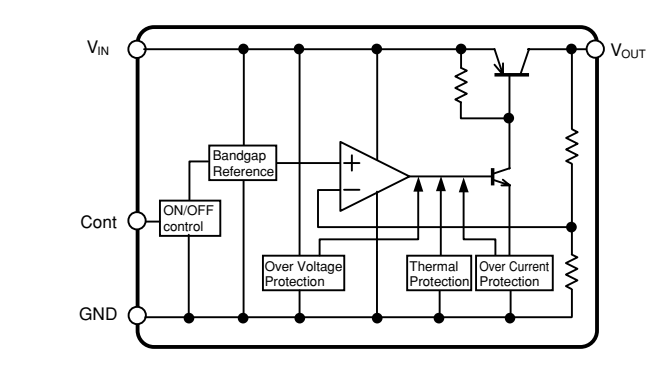 VIN
VOUT
Bandgap
Reference
+
−
ON/OFF
control
Cont
Over Voltage
Protection
Thermal
Protection
Over Current
Protection
GND